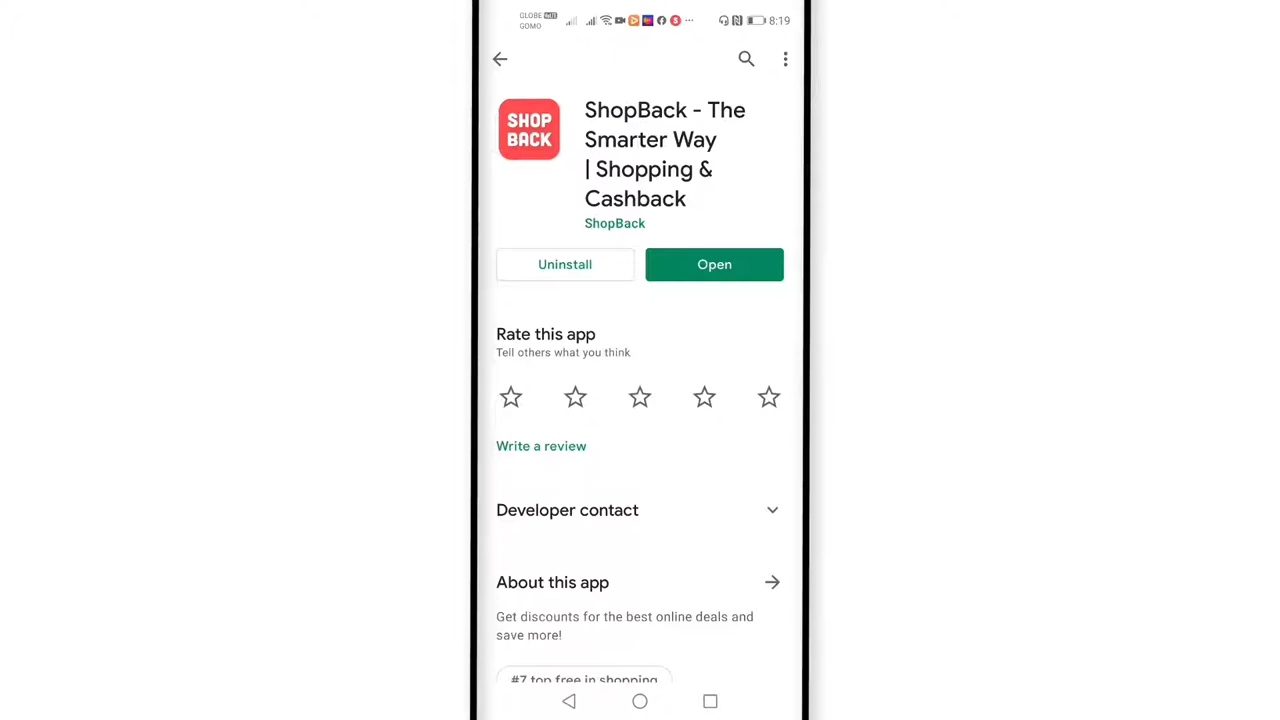 GLOBE VoLTE
GOMO
8:19
SHOP
BACK
ShopBack - The
Smarter Way
| Shopping &
Cashback
ShopBack
Uninstall
Open
Rate this app
Tell others what you think
Write a review
Developer contact
About this app
Get discounts for the best online deals and
save more!
#7 top free in shopping